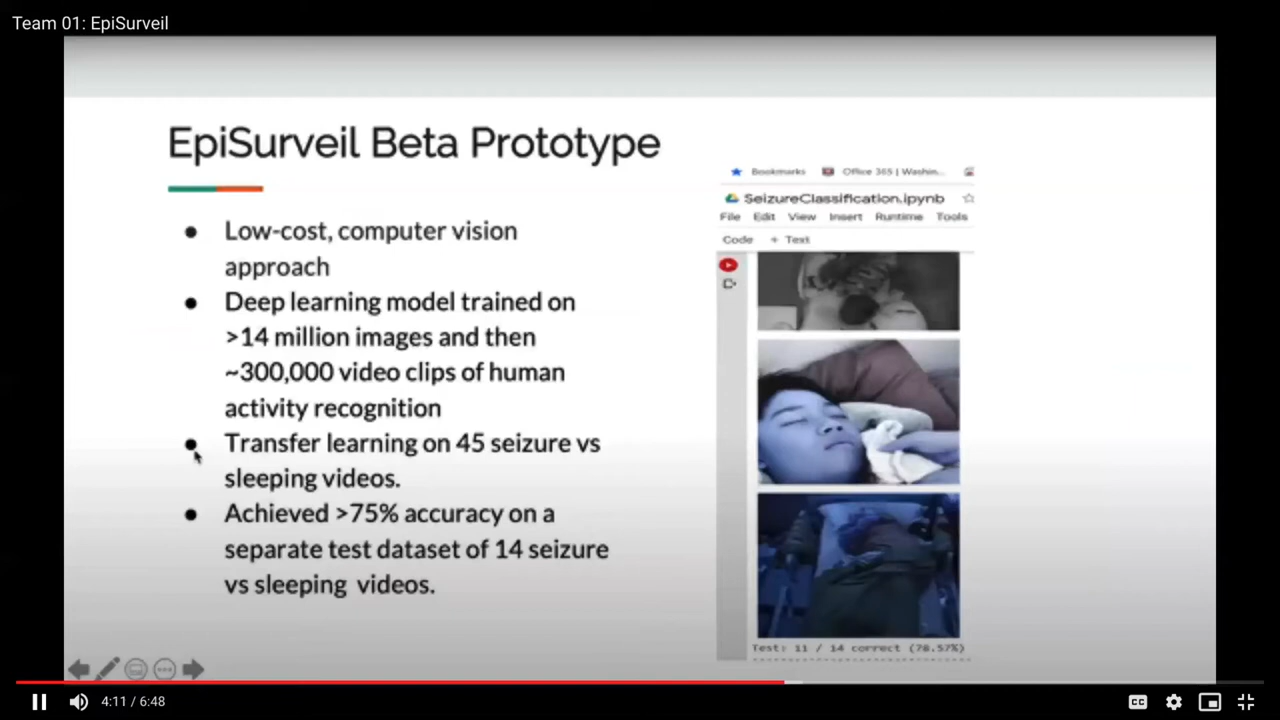 Team 01: EpiSurveil
EpiSurveil Beta Prototype
● Low-cost, computer vision
approach
● Deep learning model trained on
>14 million images and then
~300,000 video clips of human
activity recognition
● Transfer learning on 45 seizure vs
sleeping videos.
● Achieved >75% accuracy on a
separate test dataset of 14 seizure
vs sleeping videos.
Bookmarks Office 365 | Washin...
SeizureClassification.ipynb
File Edit View Insert Runtime Tools
Code + Text
Test: 11 / 14 correct (78.57%)
4:11 / 6:48
CC